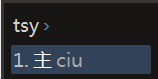 tsy ›
1. 主 ciu